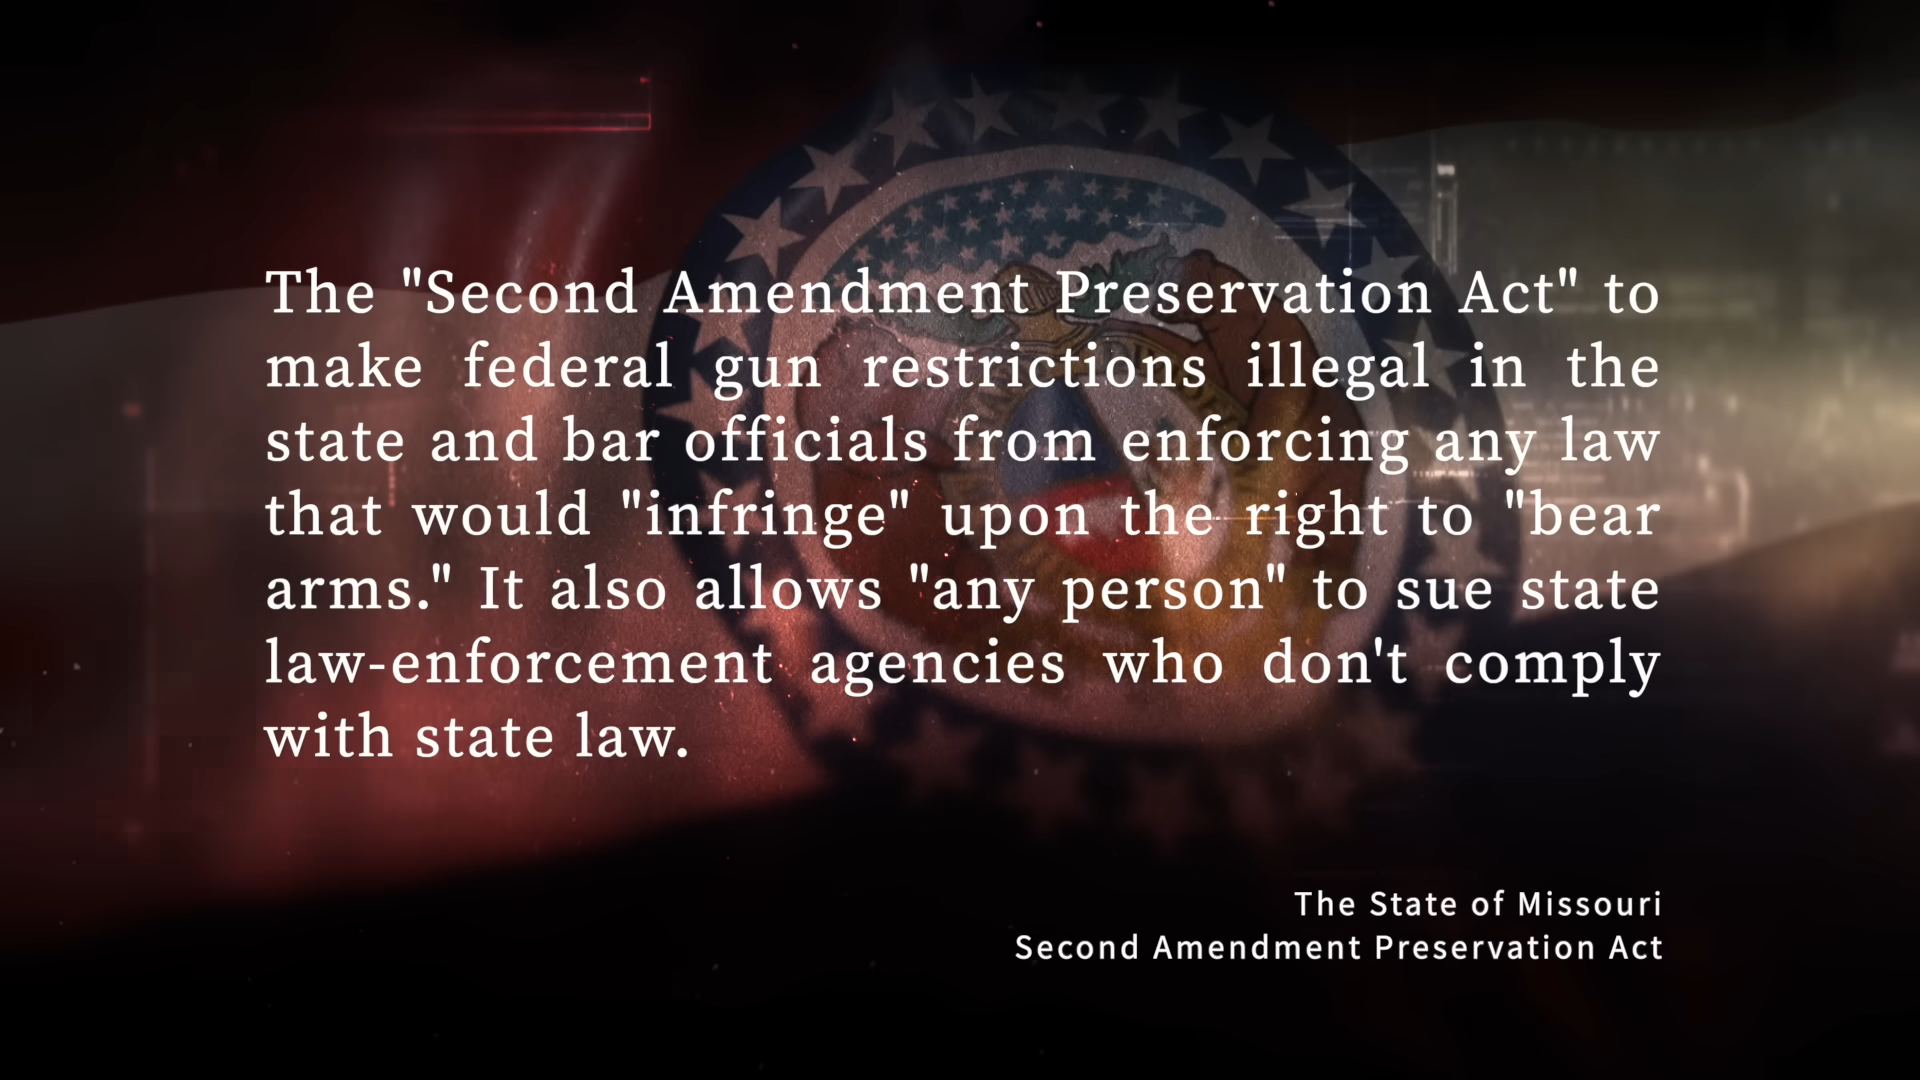 The "Second Amendment Preservation Act" to
make federal gun restrictions illegal in the
state and bar officials from enforcing any law
that would "infringe" upon the right to "bear
arms." It also allows "any person" to sue state
law-enforcement agencies who don't comply
with state law.
The State of Missouri
Second Amendment Preservation Act